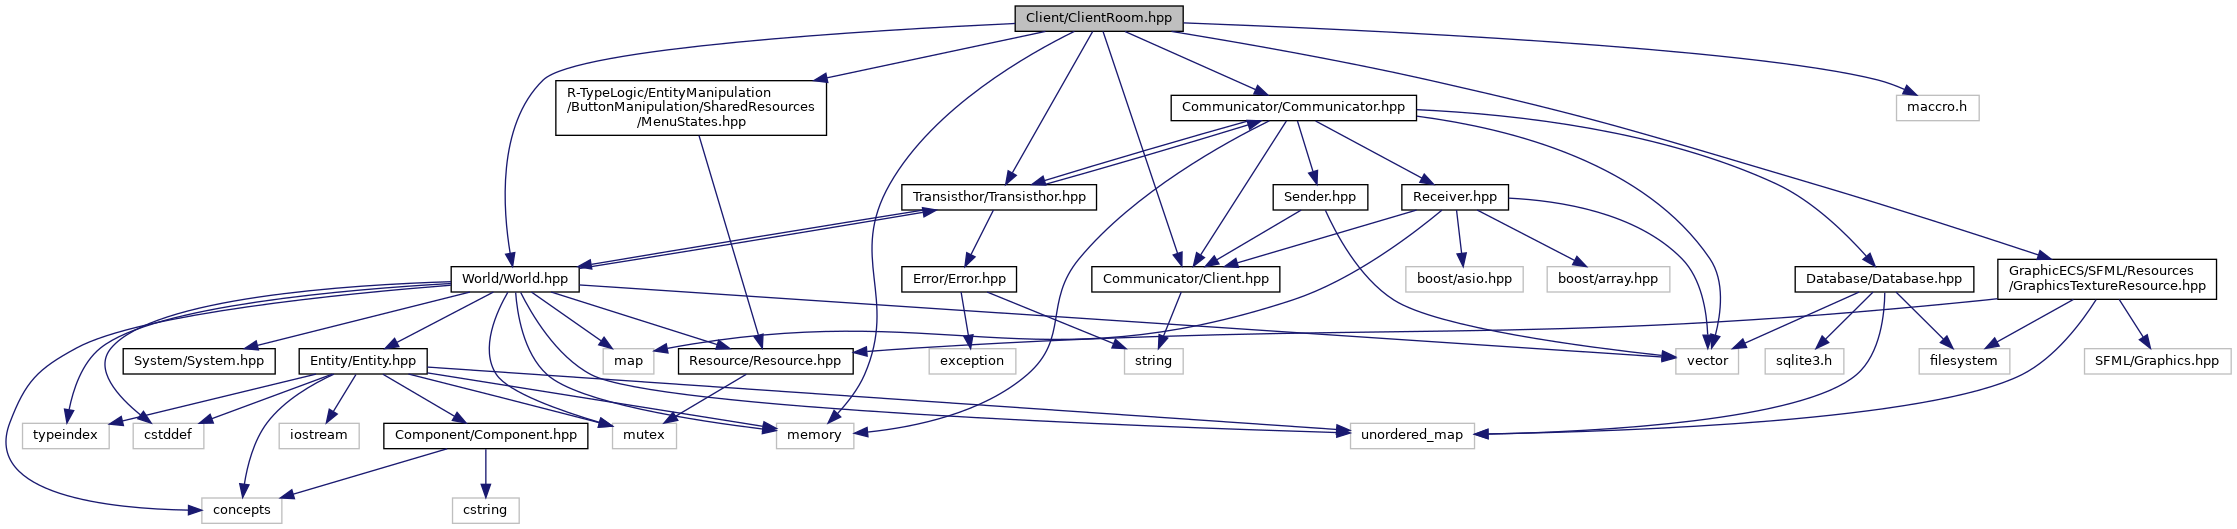 Client/ClientRoom.hpp
R-TypeLogic/EntityManipulation
/ButtonManipulation/SharedResources
/MenuStates.hpp
Communicator/Communicator.hpp
maccro.h
Transisthor/Transisthor.hpp
Sender.hpp
Receiver.hpp
World/World.hpp
Error/Error.hpp
Communicator/Client.hpp
boost/asio.hpp
boost/array.hpp
Database/Database.hpp
GraphicECS/SFML/Resources
/GraphicsTextureResource.hpp
System/System.hpp
Entity/Entity.hpp
map
Resource/Resource.hpp
exception
string
vector
sqlite3.h
filesystem
SFML/Graphics.hpp
typeindex
cstddef
iostream
Component/Component.hpp
mutex
memory
unordered_map
concepts
cstring